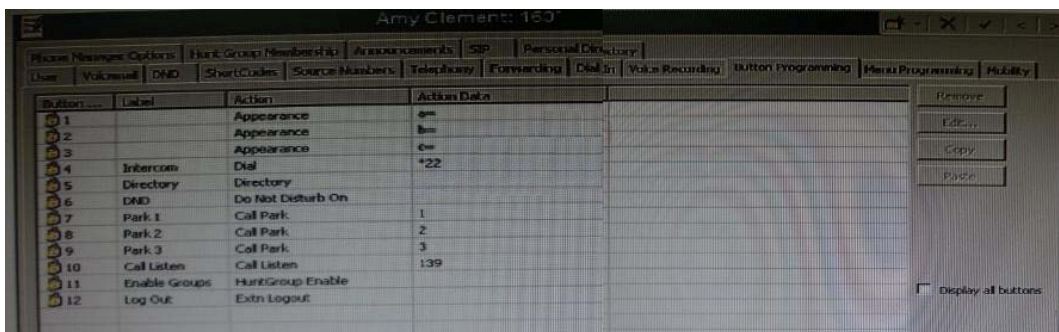 Amy Clement: 160
Phone Manager Options Hunt Group Membership Announcements SIP Personal Directory
User Voicemail DND ShortCodes Source Numbers Telephony Forwarding Dial In Voice Recording Button Programming Menu Programming Mobility
Button ... Label Action Action Data
1 Appearance a=
2 Appearance b=
3 Appearance c=
4 Intercom Dial *22
5 Directory Directory
6 DND Do Not Disturb On
7 Park 1 Call Park 1
8 Park 2 Call Park 2
9 Park 3 Call Park 3
10 Call Listen Call Listen 139
11 Enable Groups HuntGroup Enable
12 Log Out Extn Logout
Remove
Edit...
Copy
Paste
Display all buttons